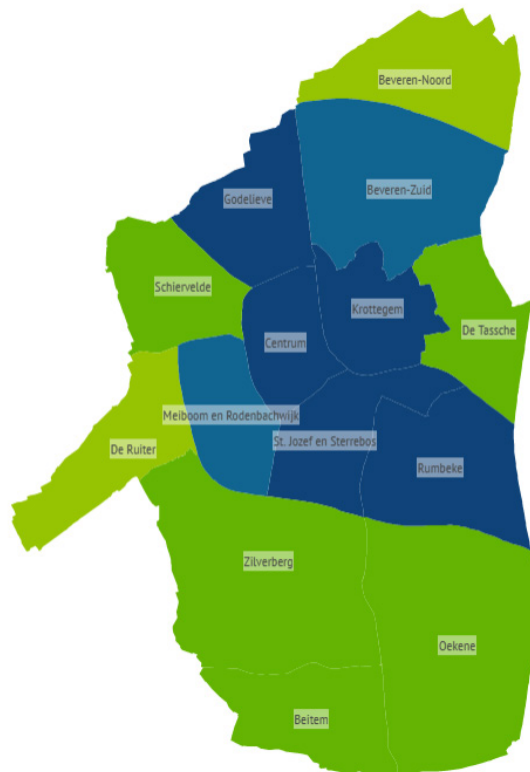 Beveren-Noord
Beveren-Zuid
Godelieve
Schiervelde
Krottegem
De Tassche
Centrum
Meiboom en Rodenbachwijk
St. Jozef en Sterrebos
De Ruiter
Rumbeke
Zilverberg
Oekene
Beitem